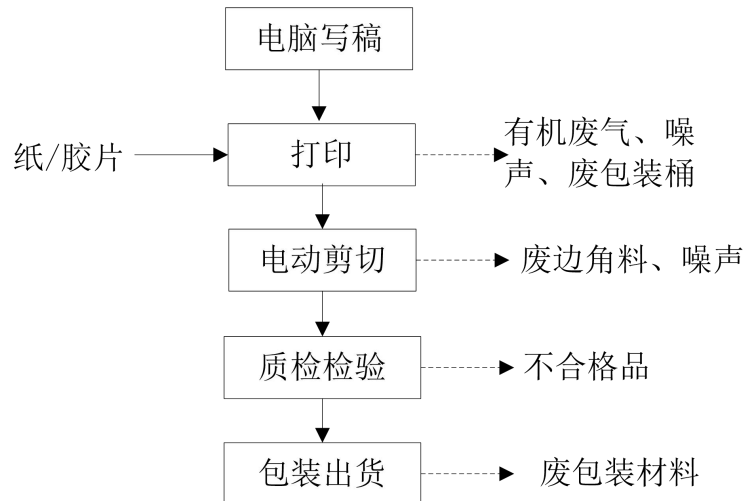 电脑写稿
纸/胶片
打印
有机废气、噪
声、废包装桶
电动剪切
废边角料、噪声
质检检验
不合格品
包装出货
废包装材料